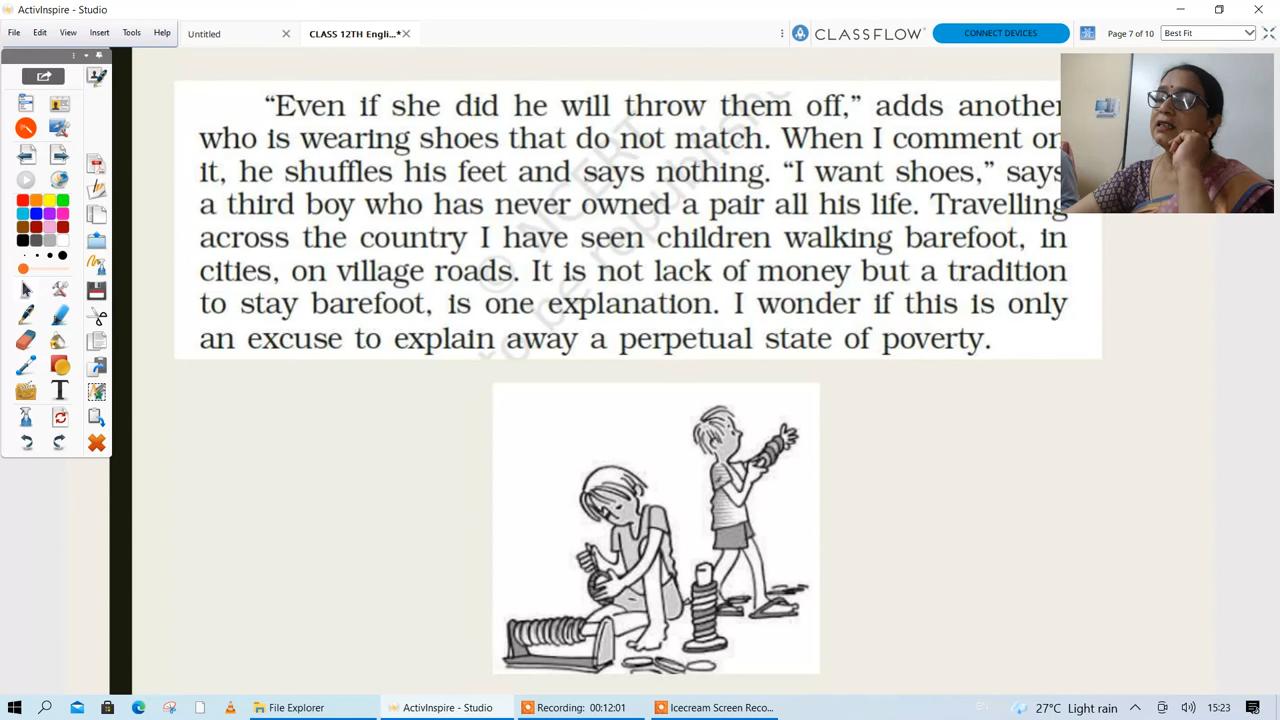 ActivInspire - Studio
File Edit View Insert Tools Help
Untitled
CLASS 12TH Engli...*
CLASSFLOW
CONNECT DEVICES
Page 7 of 10
Best Fit
“Even if she did he will throw them off,” adds another
who is wearing shoes that do not match. When I comment on
it, he shuffles his feet and says nothing. “I want shoes,” says
a third boy who has never owned a pair all his life. Travelling
across the country I have seen children walking barefoot, in
cities, on village roads. It is not lack of money but a tradition
to stay barefoot, is one explanation. I wonder if this is only
an excuse to explain away a perpetual state of poverty.
© NCERT
be republishe
File Explorer
ActivInspire - Studio
Recording: 00:12:01
Icecream Screen Reco...
27°C Light rain
ENG
15:23